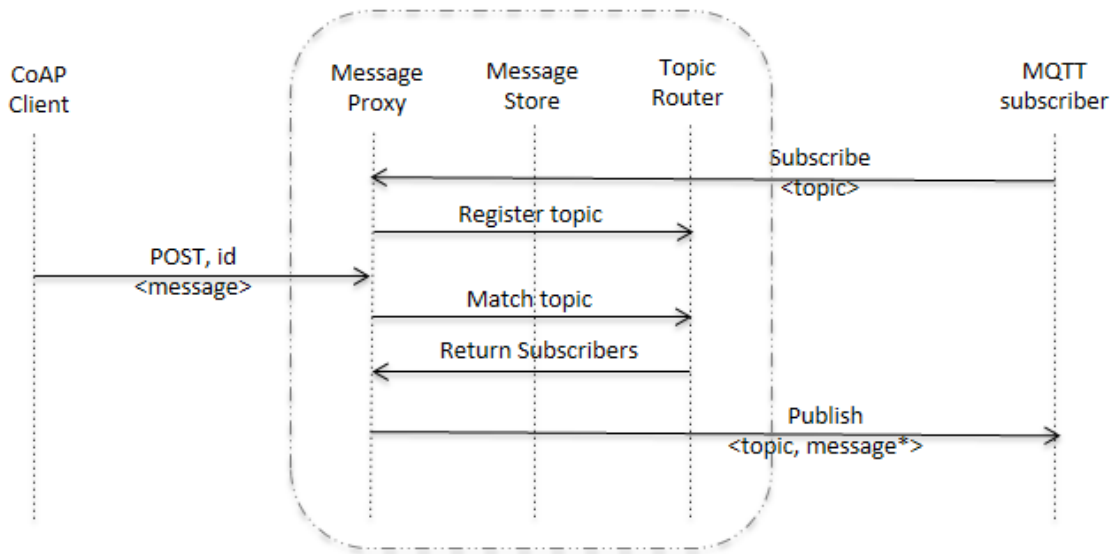 CoAP
Client
Message
Proxy
Message
Store
Topic
Router
MQTT
subscriber
Subscribe
<topic>
Register topic
POST, id
<message>
Match topic
Return Subscribers
Publish
<topic, message*>